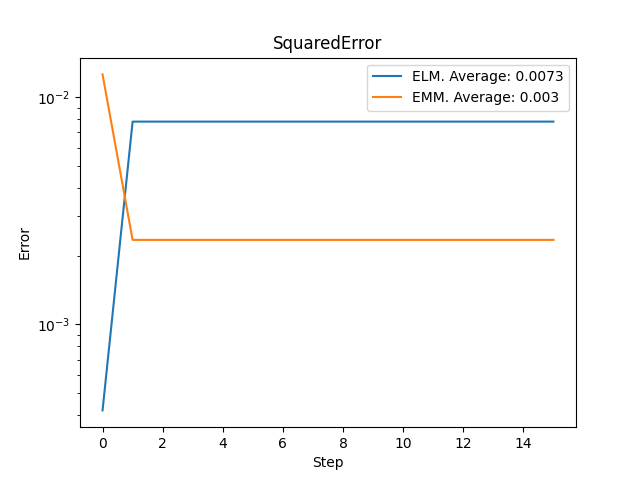 SquaredError
ELM. Average: 0.0073
EMM. Average: 0.003
10⁻²
10⁻³
Error
0 2 4 6 8 10 12 14
Step